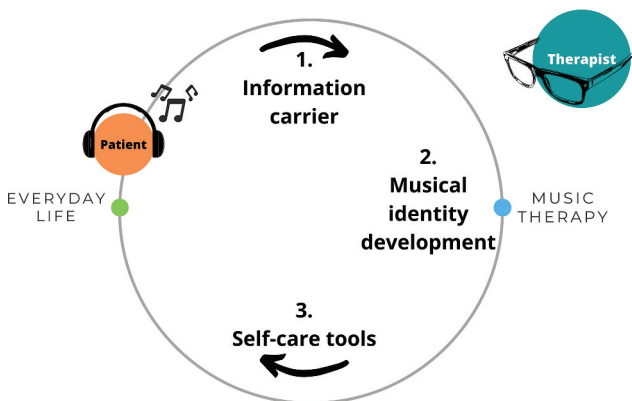 1.
Information
carrier
Therapist
Patient
2.
Musical
identity
development
EVERYDAY
LIFE
MUSIC
THERAPY
3.
Self-care tools